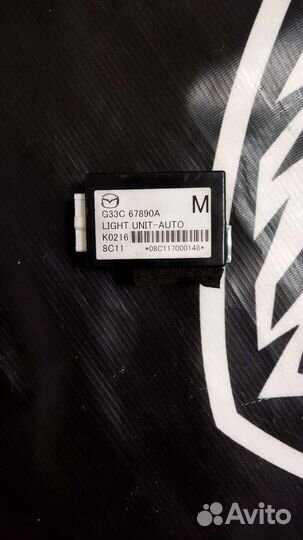 G33C 67890A
M
LIGHT UNIT-AUTO
K0216
8C11
*08C117000148*
Avito